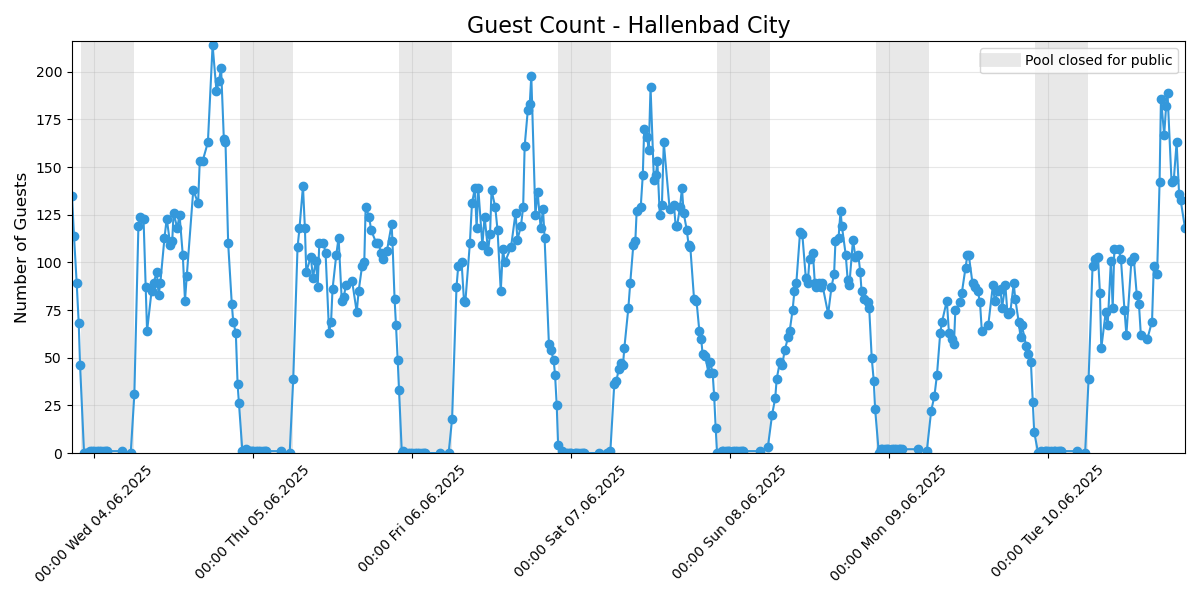 Guest Count - Hallenbad City
Pool closed for public
Number of Guests
200
175
150
125
100
75
50
25
0
00:00 Wed 04.06.2025
00:00 Thu 05.06.2025
00:00 Fri 06.06.2025
00:00 Sat 07.06.2025
00:00 Sun 08.06.2025
00:00 Mon 09.06.2025
00:00 Tue 10.06.2025